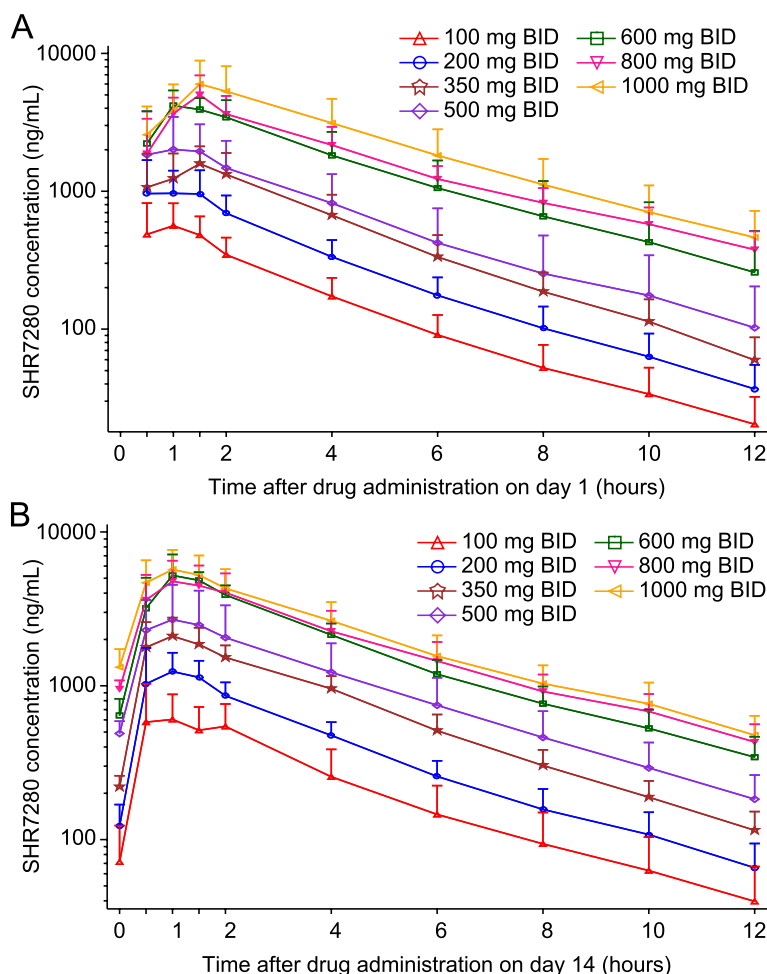 A
10000
1000
100
SHR7280 concentration (ng/mL)
100 mg BID
200 mg BID
350 mg BID
500 mg BID
600 mg BID
800 mg BID
1000 mg BID
0 1 2 4 6 8 10 12
Time after drug administration on day 1 (hours)
B
10000
1000
100
SHR7280 concentration (ng/mL)
100 mg BID
200 mg BID
350 mg BID
500 mg BID
600 mg BID
800 mg BID
1000 mg BID
0 1 2 4 6 8 10 12
Time after drug administration on day 14 (hours)